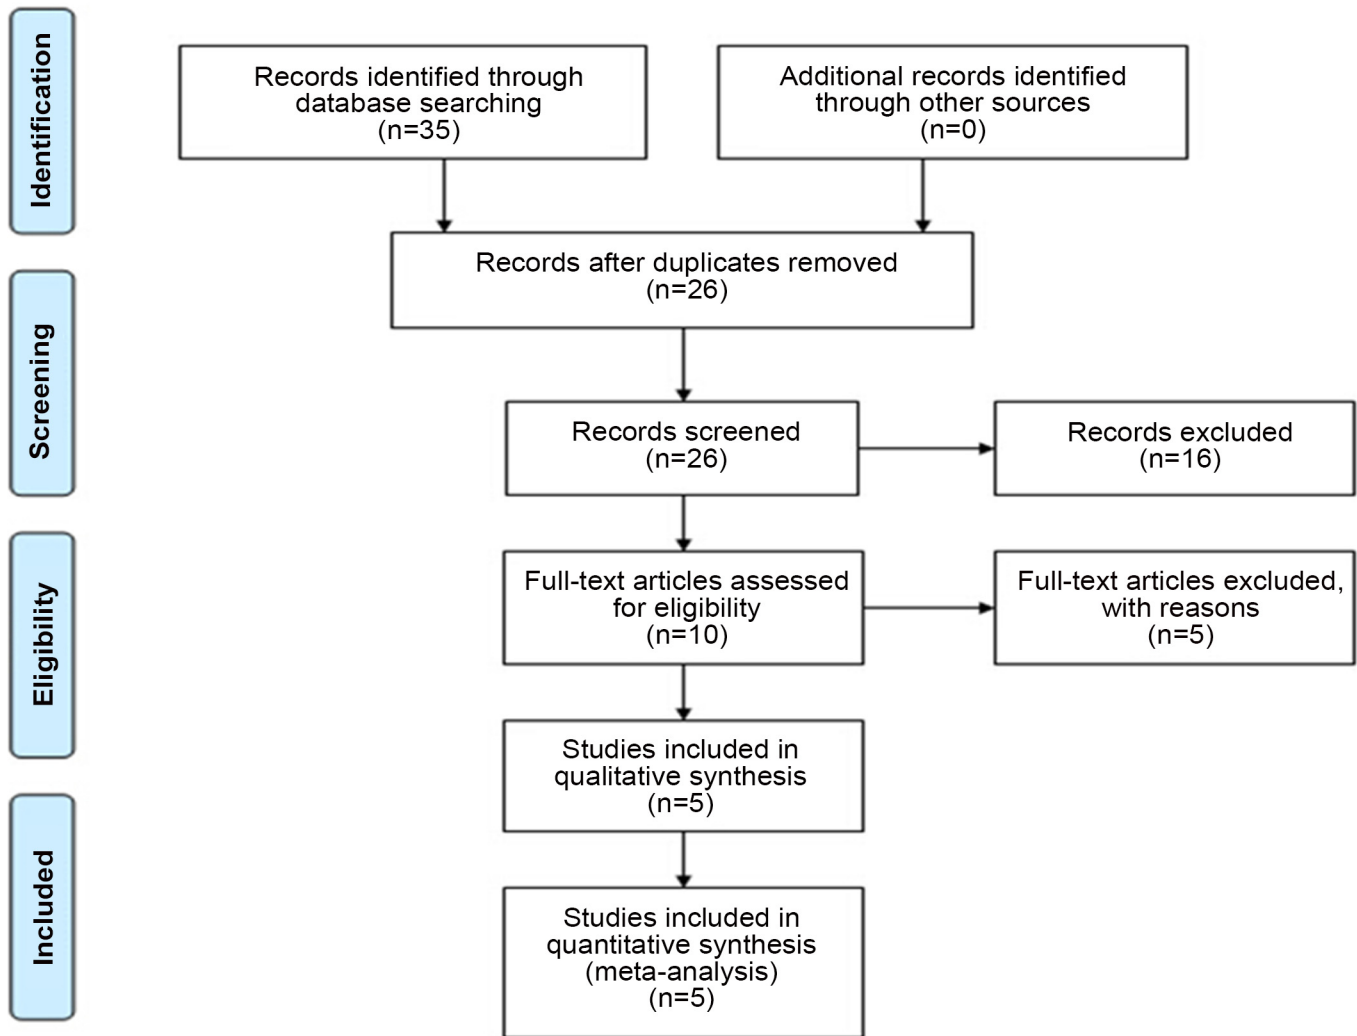 Identification
Records identified through
database searching
(n=35)
Additional records identified
through other sources
(n=0)
Records after duplicates removed
(n=26)
Screening
Records screened
(n=26)
Records excluded
(n=16)
Eligibility
Full-text articles assessed
for eligibility
(n=10)
Full-text articles excluded,
with reasons
(n=5)
Studies included in
qualitative synthesis
(n=5)
Included
Studies included in
quantitative synthesis
(meta-analysis)
(n=5)